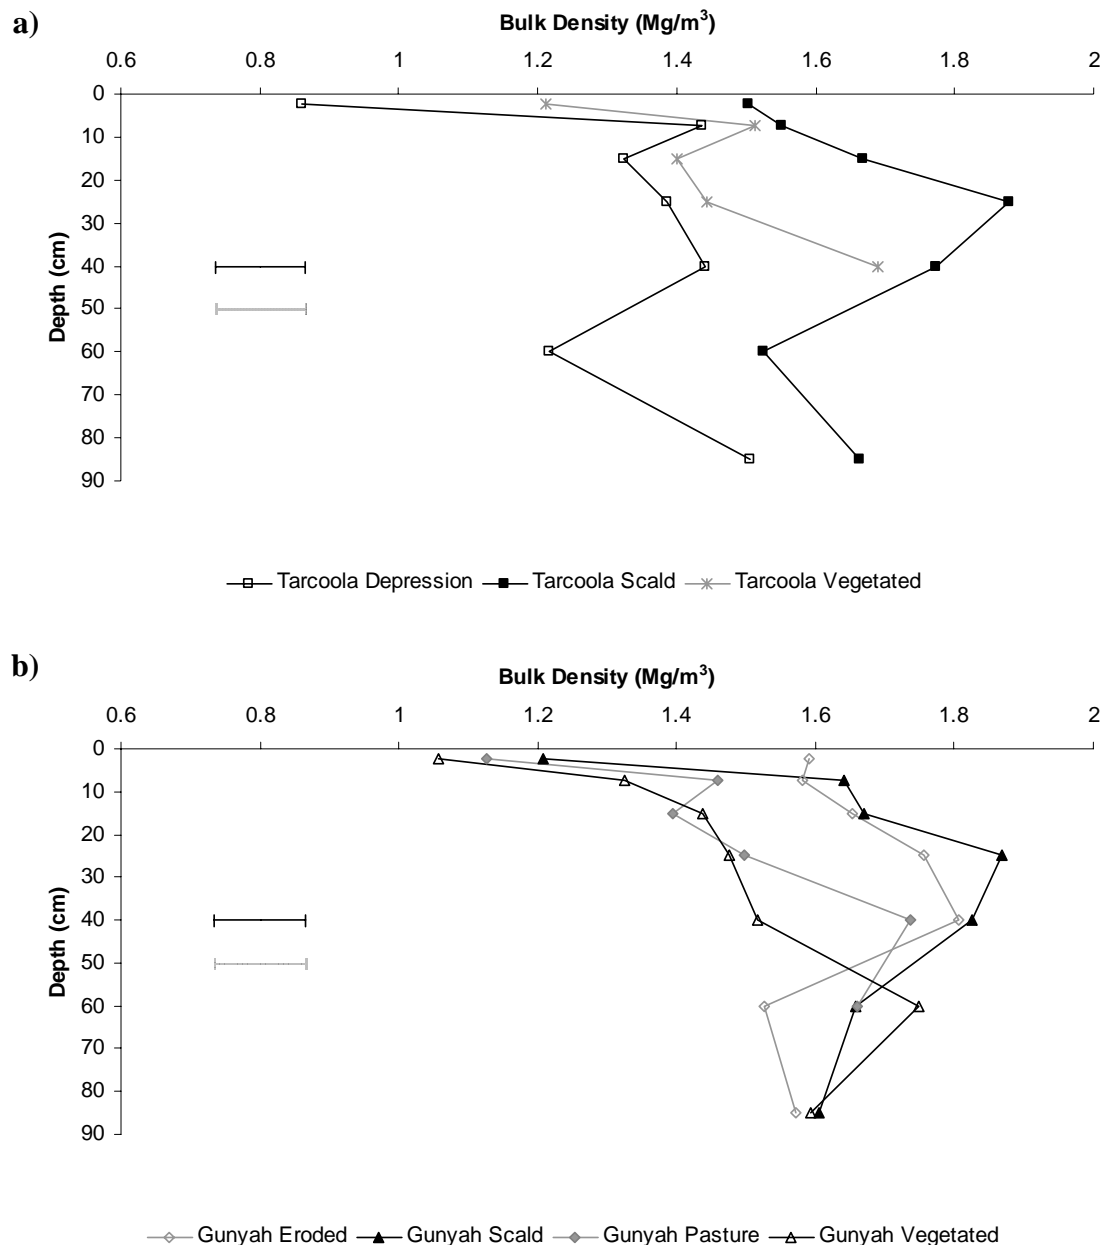 a)
Bulk Density (Mg/m³)
0.6 0.8 1 1.2 1.4 1.6 1.8 2
0
10
20
30
40
50
60
70
80
90
Depth (cm)
Tarcoola Depression Tarcoola Scald Tarcoola Vegetated
b)
Bulk Density (Mg/m³)
0.6 0.8 1 1.2 1.4 1.6 1.8 2
0
10
20
30
40
50
60
70
80
90
Depth (cm)
Gunyah Eroded Gunyah Scald Gunyah Pasture Gunyah Vegetated